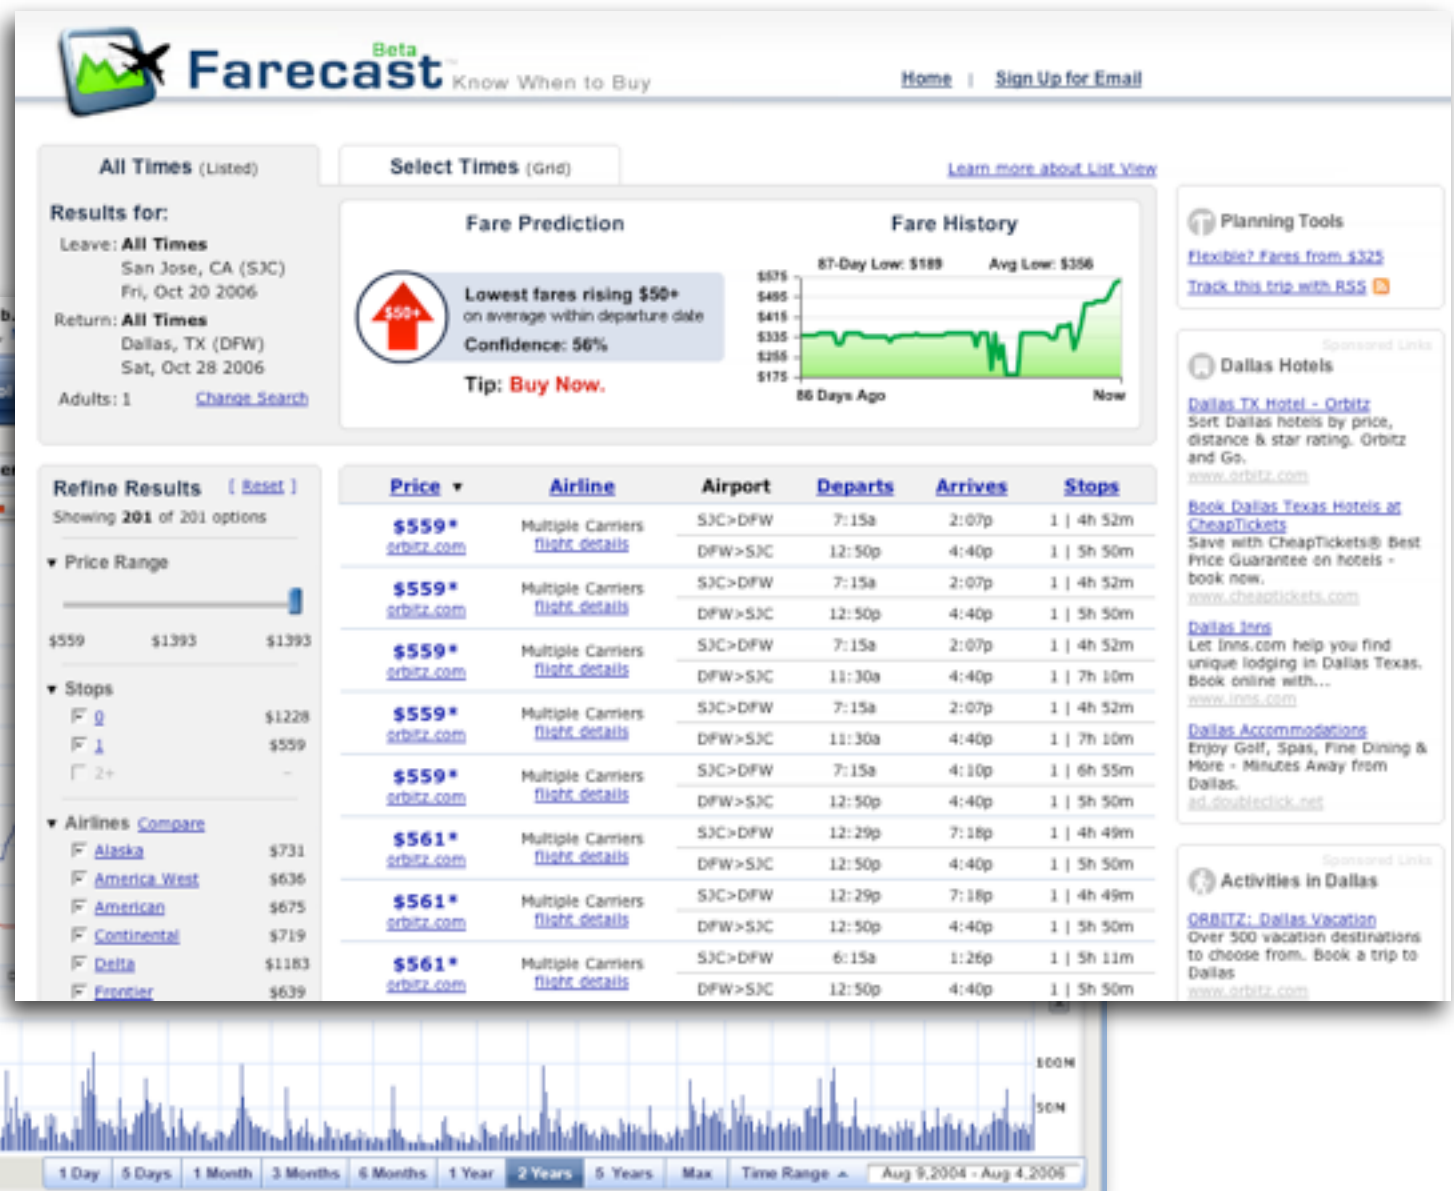 Farecast Beta
Know When to Buy
Home | Sign Up for Email
All Times (Listed)
Select Times (Grid)
Learn more about List View
Results for:
Leave: All Times
San Jose, CA (SJC)
Fri, Oct 20 2006
Return: All Times
Dallas, TX (DFW)
Sat, Oct 28 2006
Adults: 1 Change Search
Fare Prediction
$50+
Lowest fares rising $50+
on average within departure date
Confidence: 56%
Tip: Buy Now.
Fare History
87-Day Low: $189 Avg Low: $356
$575
$495
$415
$335
$255
$175
86 Days Ago Now
Planning Tools
Flexible? Fares from $325
Track this trip with RSS
Sponsored Links
Dallas Hotels
Dallas TX Hotel - Orbitz
Sort Dallas hotels by price,
distance & star rating. Orbitz
and Go.
www.orbitz.com
Book Dallas Texas Hotels at
CheapTickets
Save with CheapTickets® Best
Price Guarantee on hotels -
book now.
www.cheaptickets.com
Dallas Inns
Let Inns.com help you find
unique lodging in Dallas Texas.
Book online with...
www.inns.com
Dallas Accommodations
Enjoy Golf, Spas, Fine Dining &
More - Minutes Away from
Dallas.
ad.doubleclick.net
Sponsored Links
Activities in Dallas
ORBITZ: Dallas Vacation
Over 500 vacation destinations
to choose from. Book a trip to
Dallas
www.orbitz.com
Refine Results [ Reset ]
Showing 201 of 201 options
Price Range
$559 $1393 $1393
Stops
0 $1228
1 $559
2+ -
Airlines Compare
Alaska $731
America West $636
American $675
Continental $719
Delta $1183
Frontier $639
Price Airline Airport Departs Arrives Stops
$559* Multiple Carriers SJC>DFW 7:15a 2:07p 1 | 4h 52m
orbitz.com flight details DFW>SJC 12:50p 4:40p 1 | 5h 50m
$559* Multiple Carriers SJC>DFW 7:15a 2:07p 1 | 4h 52m
orbitz.com flight details DFW>SJC 12:50p 4:40p 1 | 5h 50m
$559* Multiple Carriers SJC>DFW 7:15a 2:07p 1 | 4h 52m
orbitz.com flight details DFW>SJC 11:30a 4:40p 1 | 7h 10m
$559* Multiple Carriers SJC>DFW 7:15a 2:07p 1 | 4h 52m
orbitz.com flight details DFW>SJC 11:30a 4:40p 1 | 7h 10m
$559* Multiple Carriers SJC>DFW 7:15a 4:10p 1 | 6h 55m
orbitz.com flight details DFW>SJC 12:50p 4:40p 1 | 5h 50m
$561* Multiple Carriers SJC>DFW 12:29p 7:18p 1 | 4h 49m
orbitz.com flight details DFW>SJC 12:50p 4:40p 1 | 5h 50m
$561* Multiple Carriers SJC>DFW 12:29p 7:18p 1 | 4h 49m
orbitz.com flight details DFW>SJC 12:50p 4:40p 1 | 5h 50m
$561* Multiple Carriers SJC>DFW 6:15a 1:26p 1 | 5h 11m
orbitz.com flight details DFW>SJC 12:50p 4:40p 1 | 5h 50m
100M
50M
1 Day 5 Days 1 Month 3 Months 6 Months 1 Year 2 Years 5 Years Max Time Range Aug 9,2004 - Aug 4,2006